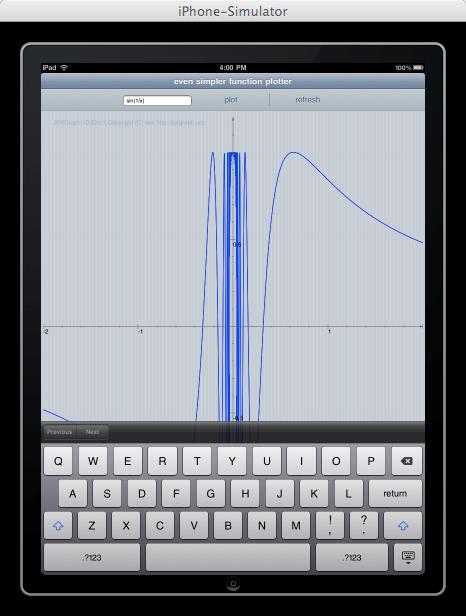 iPhone-Simulator
iPad 4:00 PM 100%
even simpler function plotter
sin(1/x) plot refresh
JSXGraph v0.82rc1 Copyright (C) see http://jsxgraph.org
0.5
-2 -1 1
-0.5
Previous Next
Q W E R T Y U I O P
A S D F G H J K L return
Z X C V B N M ! , ? .
.?123 .?123